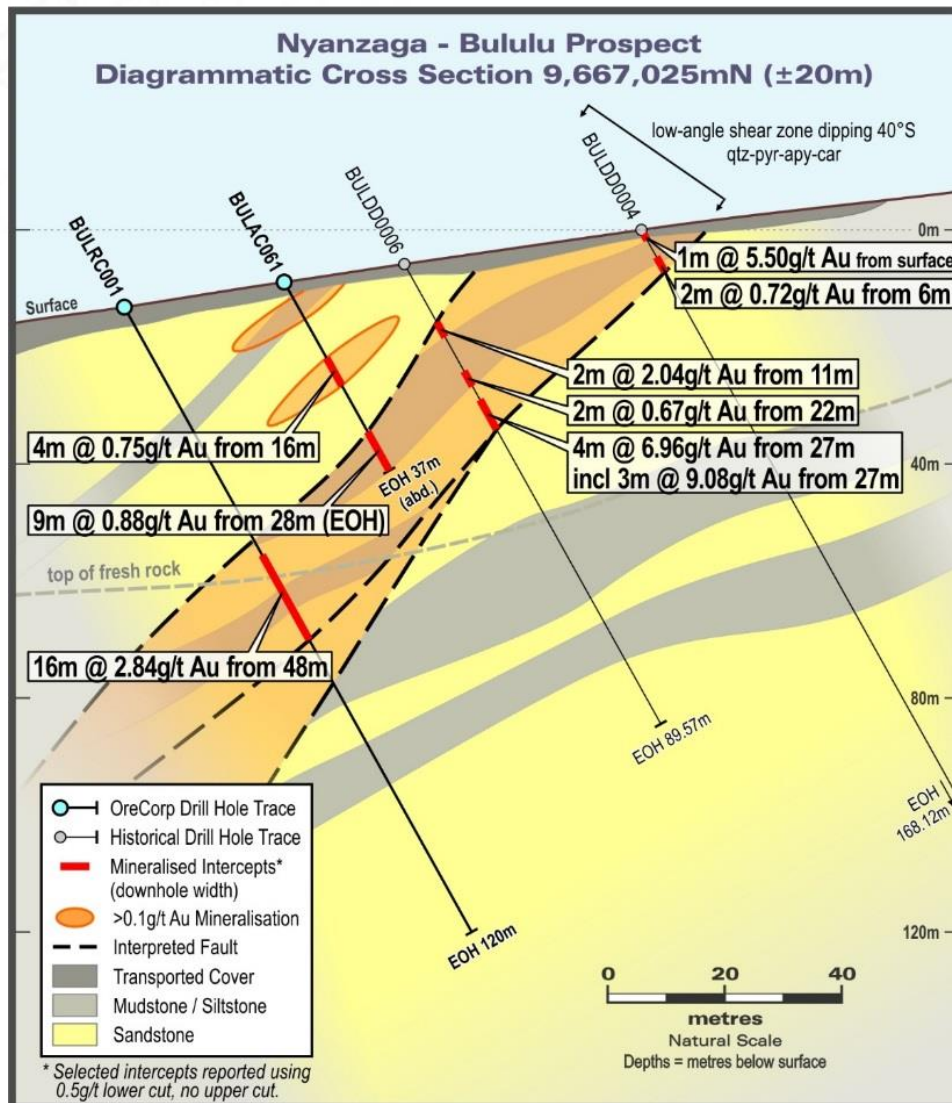 Nyanzaga - Bululu Prospect
Diagrammatic Cross Section 9,667,025mN (±20m)
low-angle shear zone dipping 40°S
qtz-pyr-apy-car
BULRC001
BULAC061
BULDD0006
BULDD0004
0m
Surface
1m @ 5.50g/t Au from surface
2m @ 0.72g/t Au from 6m
2m @ 2.04g/t Au from 11m
2m @ 0.67g/t Au from 22m
4m @ 6.96g/t Au from 27m
incl 3m @ 9.08g/t Au from 27m
4m @ 0.75g/t Au from 16m
40m
EOH 37m
(abd.)
9m @ 0.88g/t Au from 28m (EOH)
top of fresh rock
16m @ 2.84g/t Au from 48m
80m
EOH 89.57m
EOH
168.12m
120m
EOH 120m
OreCorp Drill Hole Trace
Historical Drill Hole Trace
Mineralised Intercepts*
(downhole width)
>0.1g/t Au Mineralisation
Interpreted Fault
Transported Cover
Mudstone / Siltstone
Sandstone
* Selected intercepts reported using
0.5g/t lower cut, no upper cut.
0 20 40
metres
Natural Scale
Depths = metres below surface